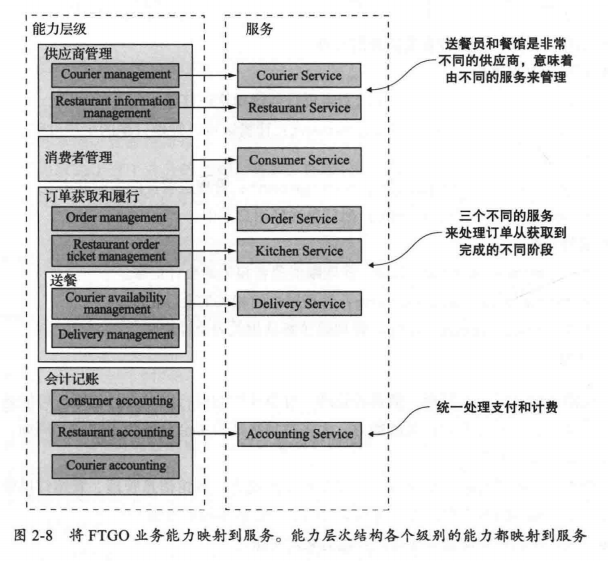 能力层级
服务
供应商管理
Courier management
Courier Service
Restaurant information
management
Restaurant Service
送餐员和餐馆是非常
不同的供应商，意味着
由不同的服务来管理
消费者管理
Consumer Service
订单获取和履行
Order management
Order Service
Restaurant order
ticket management
Kitchen Service
三个不同的服务
来处理订单从获取到
完成的不同阶段
送餐
Courier availability
management
Delivery Service
Delivery management
会计记账
Consumer accounting
Restaurant accounting
Accounting Service
统一处理支付和计费
Courier accounting
图 2-8 将 FTGO 业务能力映射到服务。能力层次结构各个级别的能力都映射到服务